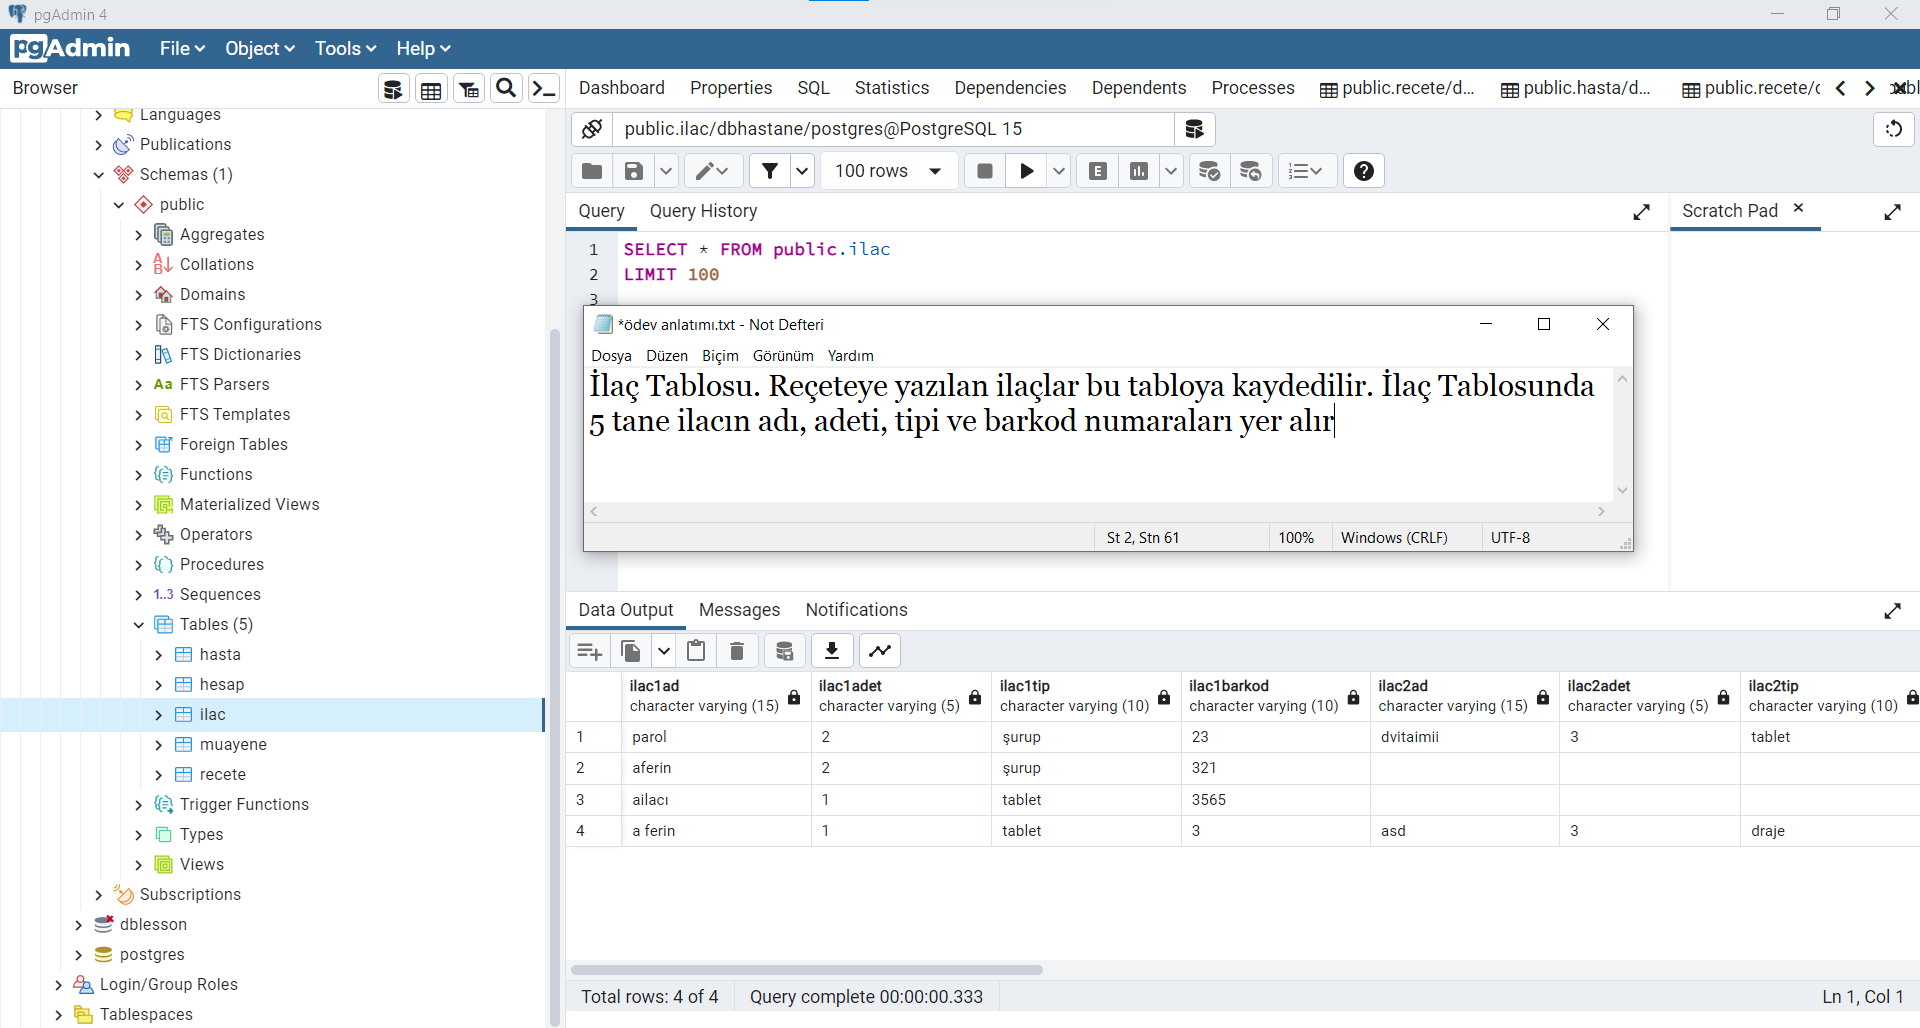 pgAdmin 4
pgAdmin File Object Tools Help
Browser
Languages
Publications
Schemas (1)
public
Aggregates
Collations
Domains
FTS Configurations
FTS Dictionaries
Aa FTS Parsers
FTS Templates
Foreign Tables
Functions
Materialized Views
Operators
Procedures
1..3 Sequences
Tables (5)
hasta
hesap
ilac
muayene
recete
Trigger Functions
Types
Views
Subscriptions
dblesson
postgres
Login/Group Roles
Tablespaces
Dashboard Properties SQL Statistics Dependencies Dependents Processes public.recete/d... public.hasta/d... public.recete/
public.ilac/dbhastane/postgres@PostgreSQL 15
100 rows E
Query Query History
Scratch Pad
1 SELECT * FROM public.ilac
2 LIMIT 100
3
*ödev anlatımı.txt - Not Defteri
Dosya Düzen Biçim Görünüm Yardım
İlaç Tablosu. Reçeteye yazılan ilaçlar bu tabloya kaydedilir. İlaç Tablosunda
5 tane ilacın adı, adeti, tipi ve barkod numaraları yer alır
St 2, Stn 61 100% Windows (CRLF) UTF-8
Data Output Messages Notifications
ilac1ad ilac1adet ilac1tip ilac1barkod ilac2ad ilac2adet ilac2tip
character varying (15) character varying (5) character varying (10) character varying (10) character varying (15) character varying (5) character varying (10)
1 parol 2 şurup 23 dvitaimii 3 tablet
2 aferin 2 şurup 321
3 ailacı 1 tablet 3565
4 a ferin 1 tablet 3 asd 3 draje
Total rows: 4 of 4 Query complete 00:00:00.333 Ln 1, Col 1